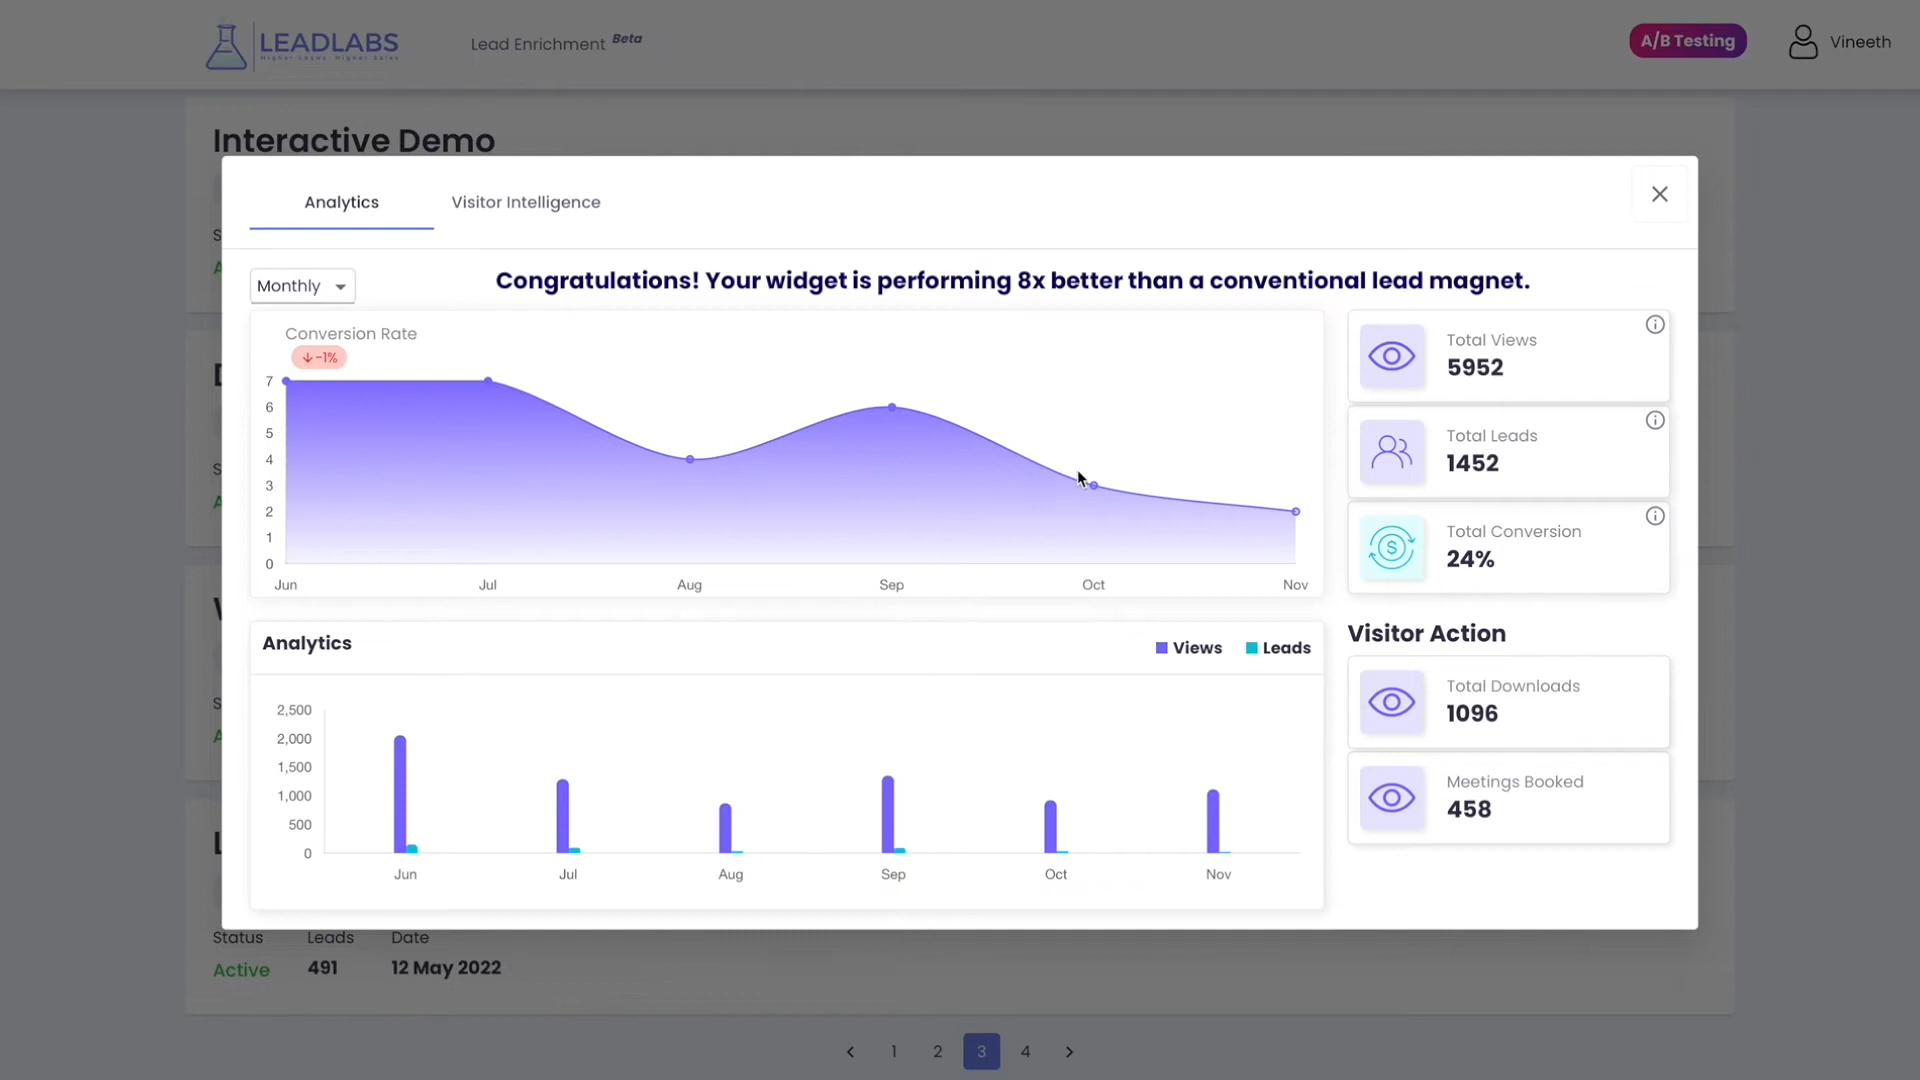 LEADLABS
Higher Leads. Higher Sales
Lead Enrichment Beta
A/B Testing
Vineeth
Interactive Demo
Analytics
Visitor Intelligence
Monthly
Congratulations! Your widget is performing 8x better than a conventional lead magnet.
Conversion Rate
-1%
7
6
5
4
3
2
1
0
Jun Jul Aug Sep Oct Nov
Total Views
5952
Total Leads
1452
Total Conversion
24%
Analytics
Views Leads
2,500
2,000
1,500
1,000
500
0
Jun Jul Aug Sep Oct Nov
Visitor Action
Total Downloads
1096
Meetings Booked
458
Status Leads Date
Active 491 12 May 2022
1 2 3 4